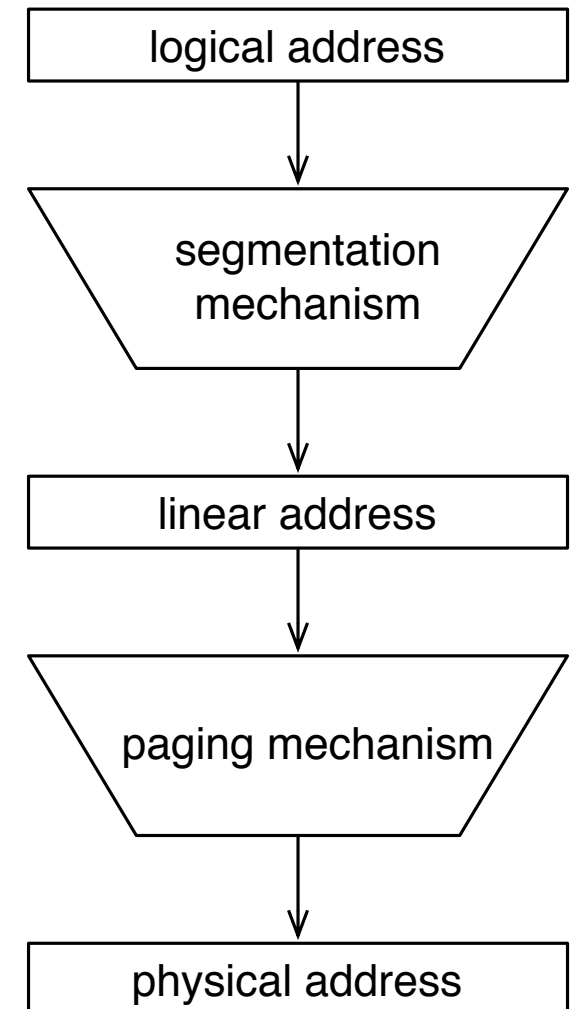 logical address
segmentation
mechanism
linear address
paging mechanism
physical address